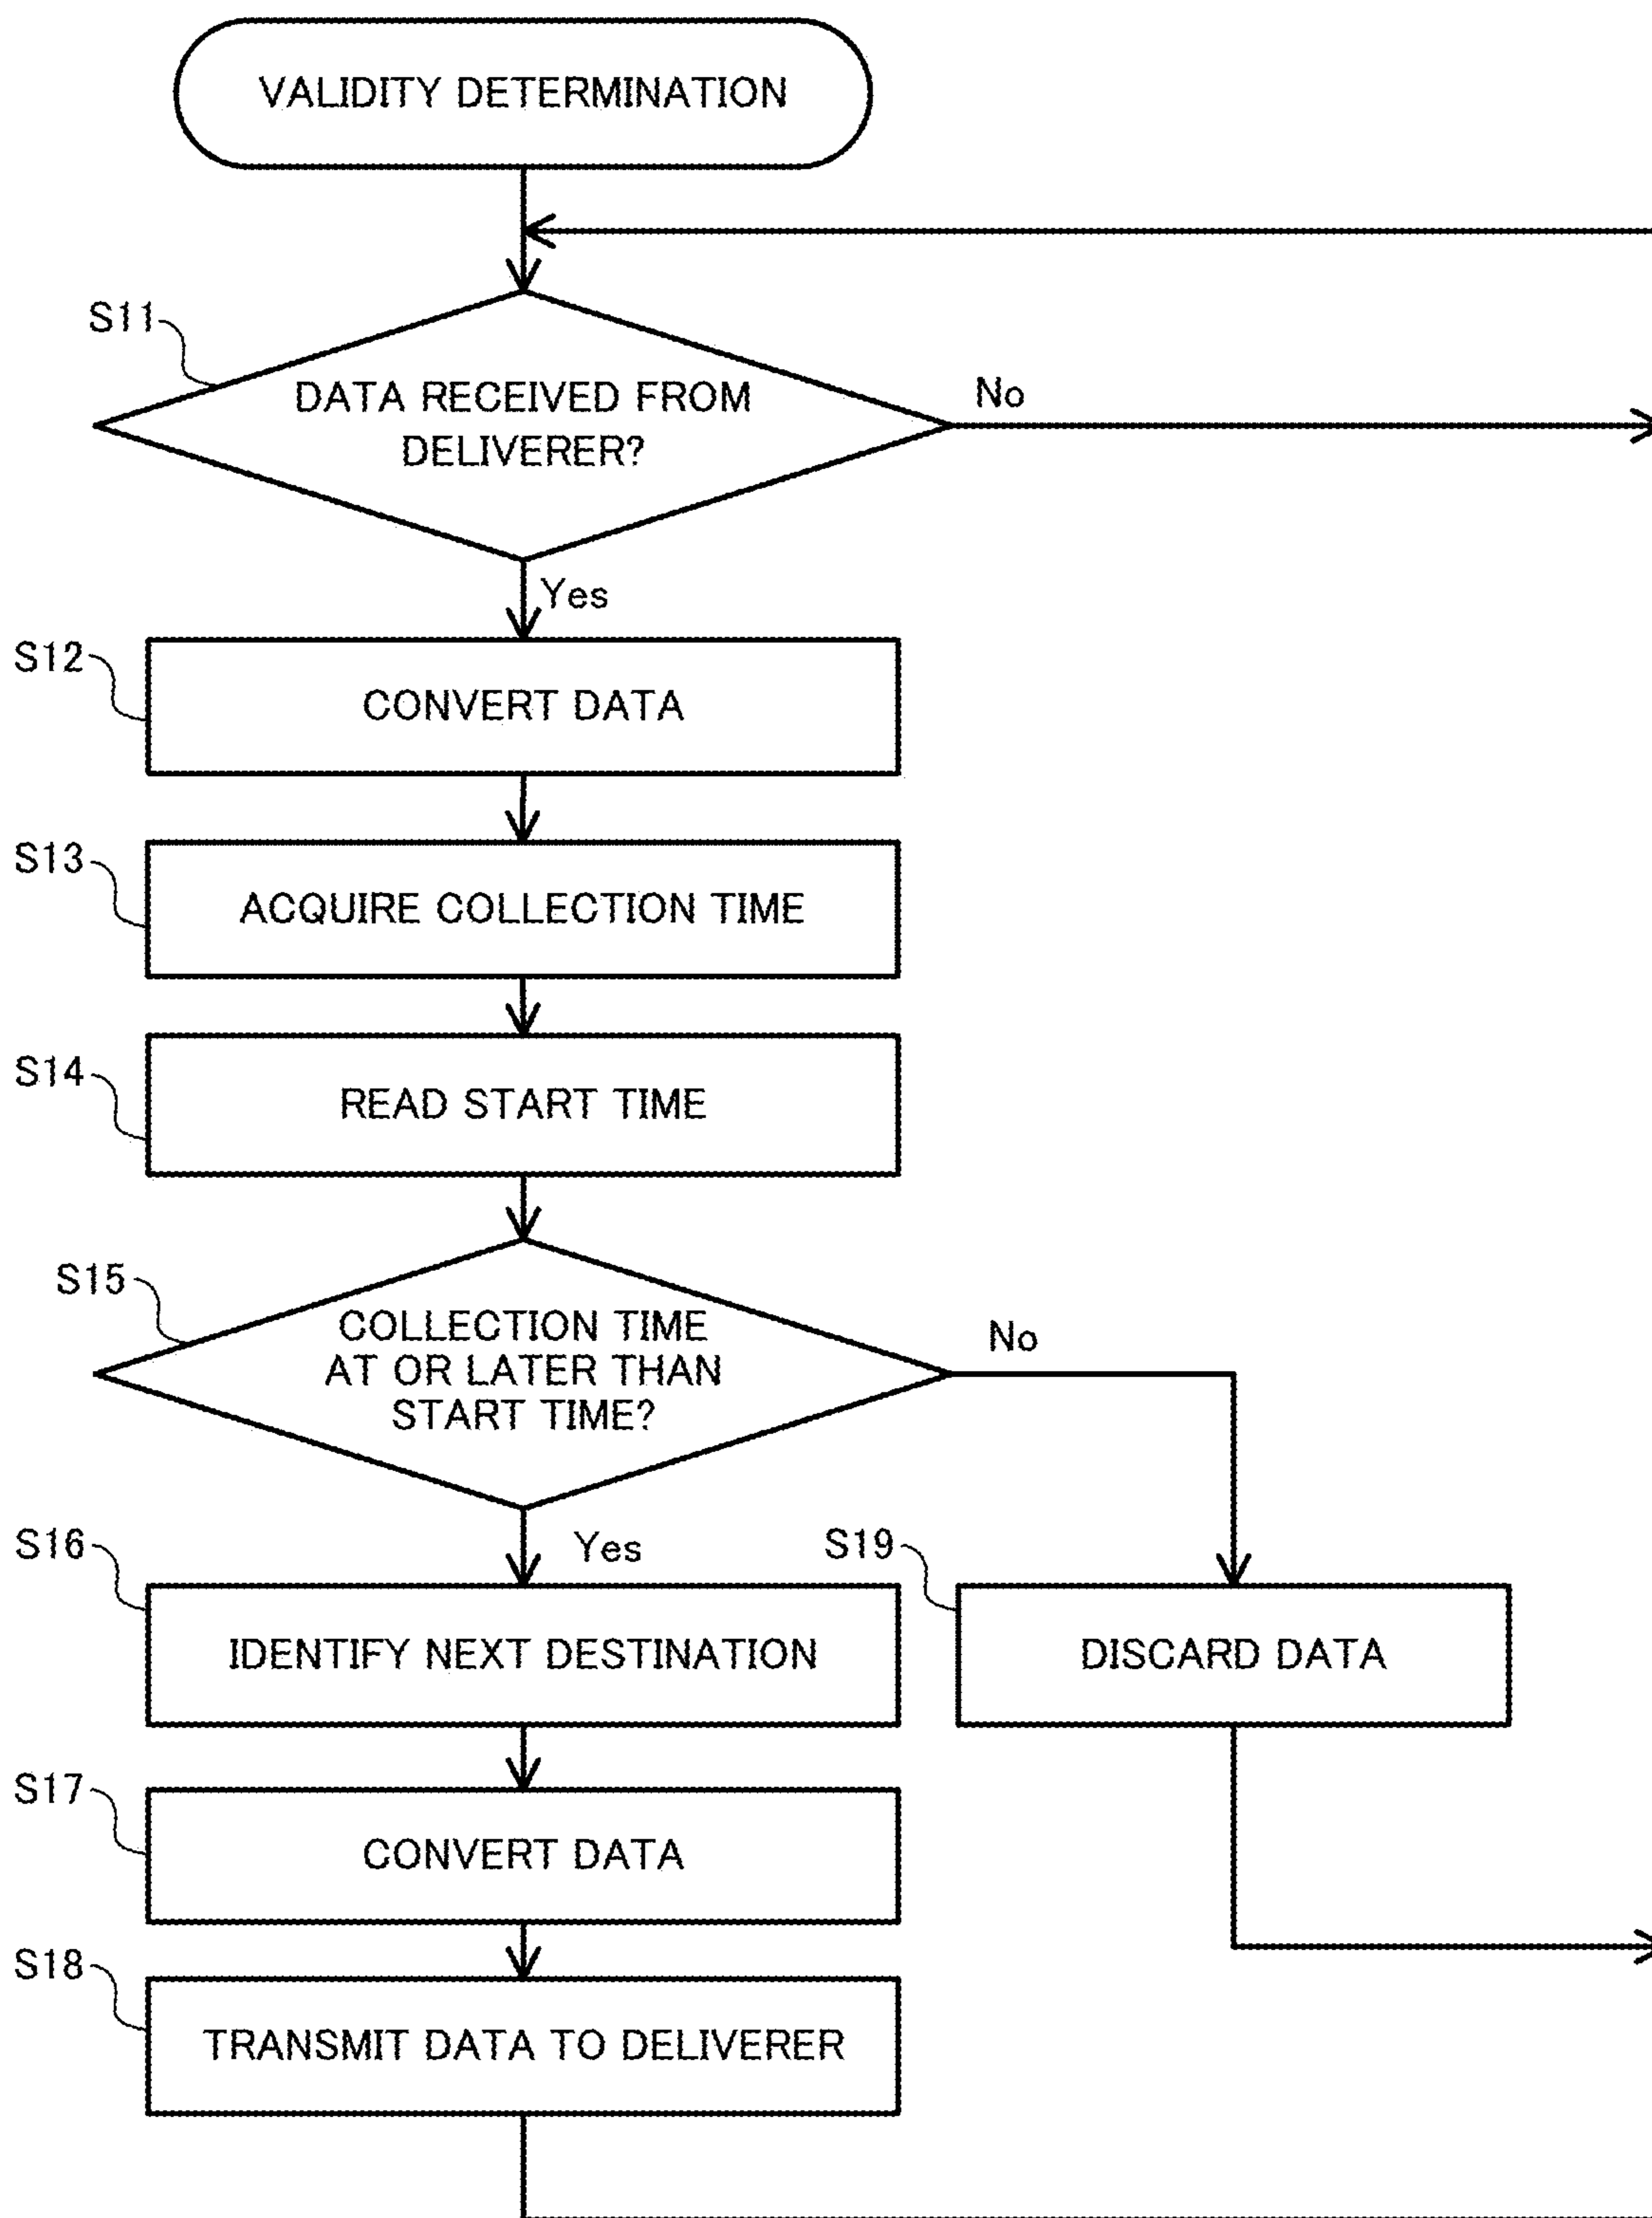 VALIDITY DETERMINATION
S11
DATA RECEIVED FROM
DELIVERER?
No
Yes
S12
CONVERT DATA
S13
ACQUIRE COLLECTION TIME
S14
READ START TIME
S15
COLLECTION TIME
AT OR LATER THAN
START TIME?
No
Yes
S16
IDENTIFY NEXT DESTINATION
S19
DISCARD DATA
S17
CONVERT DATA
S18
TRANSMIT DATA TO DELIVERER